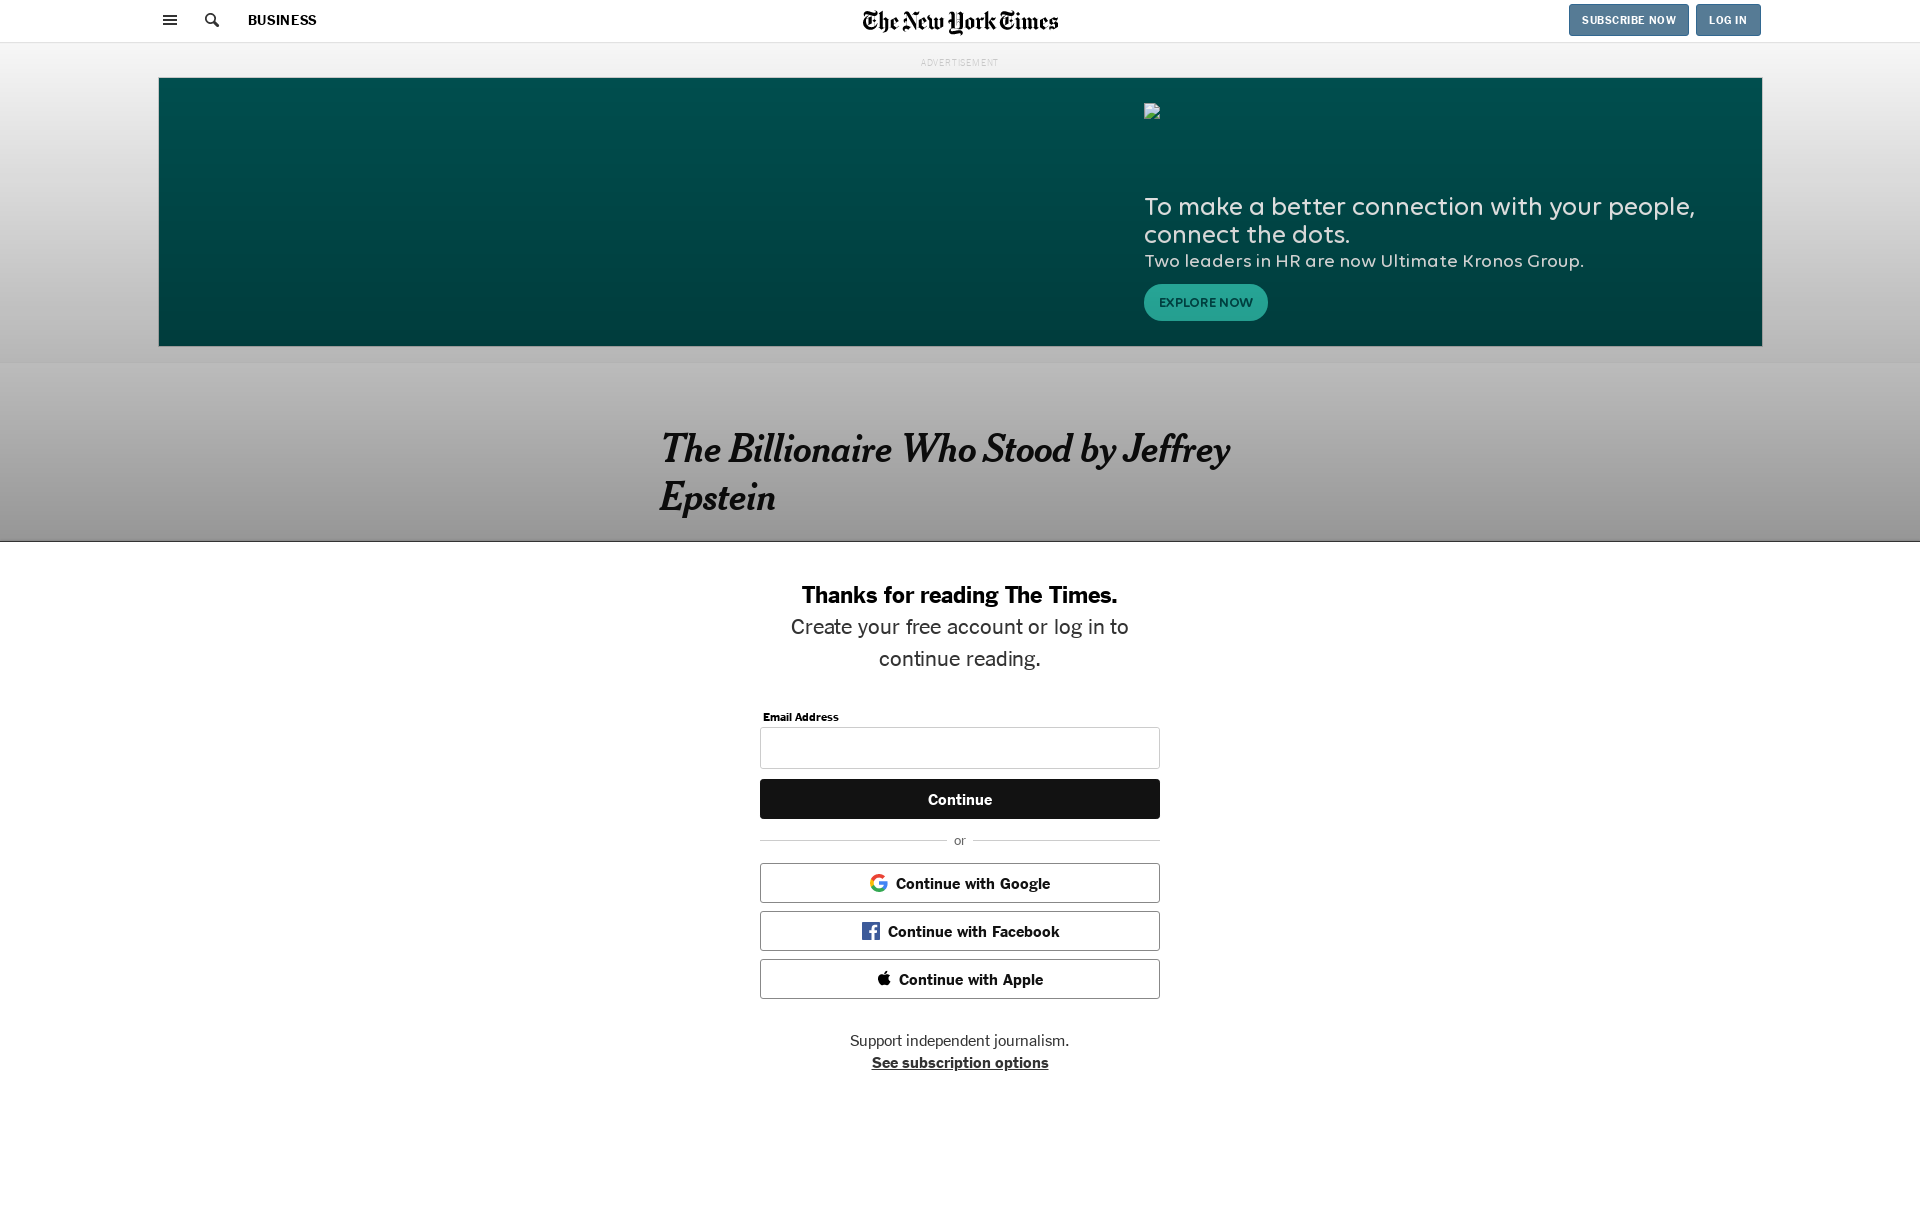 BUSINESS
The New York Times
SUBSCRIBE NOW
LOG IN
ADVERTISEMENT
To make a better connection with your people,
connect the dots.
Two leaders in HR are now Ultimate Kronos Group.
EXPLORE NOW
The Billionaire Who Stood by Jeffrey
Epstein
Thanks for reading The Times.
Create your free account or log in to
continue reading.
Email Address
Continue
or
Continue with Google
Continue with Facebook
Continue with Apple
Support independent journalism.
See subscription options